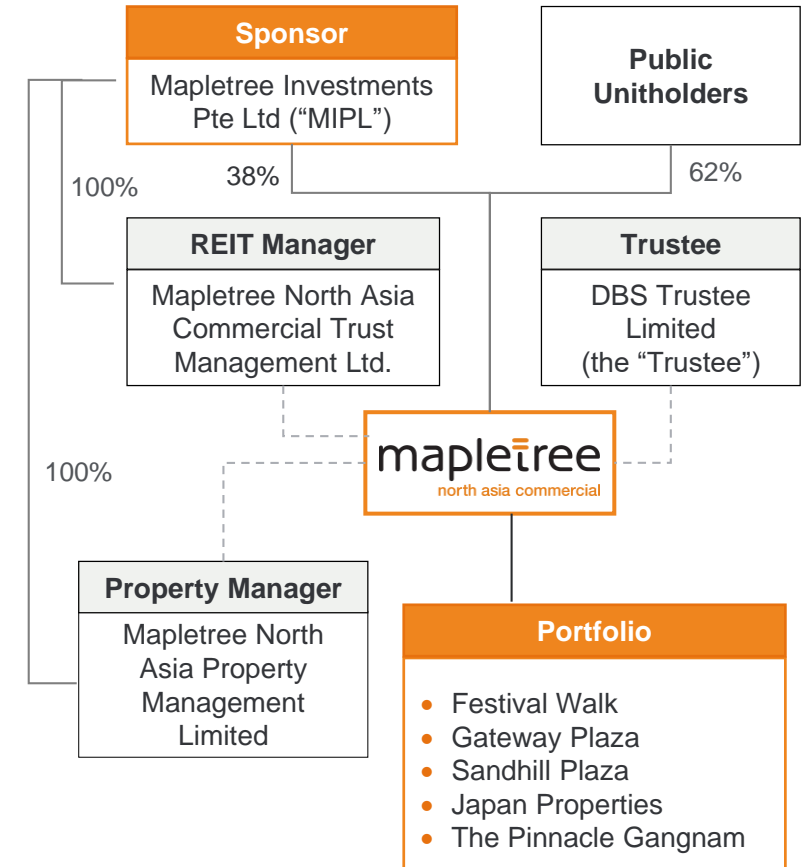 Sponsor
Mapletree Investments
Pte Ltd (“MIPL”)
Public
Unitholders
100%
38%
62%
REIT Manager
Mapletree North Asia
Commercial Trust
Management Ltd.
Trustee
DBS Trustee
Limited
(the “Trustee”)
mapletree
north asia commercial
100%
Property Manager
Mapletree North
Asia Property
Management
Limited
Portfolio
• Festival Walk
• Gateway Plaza
• Sandhill Plaza
• Japan Properties
• The Pinnacle Gangnam